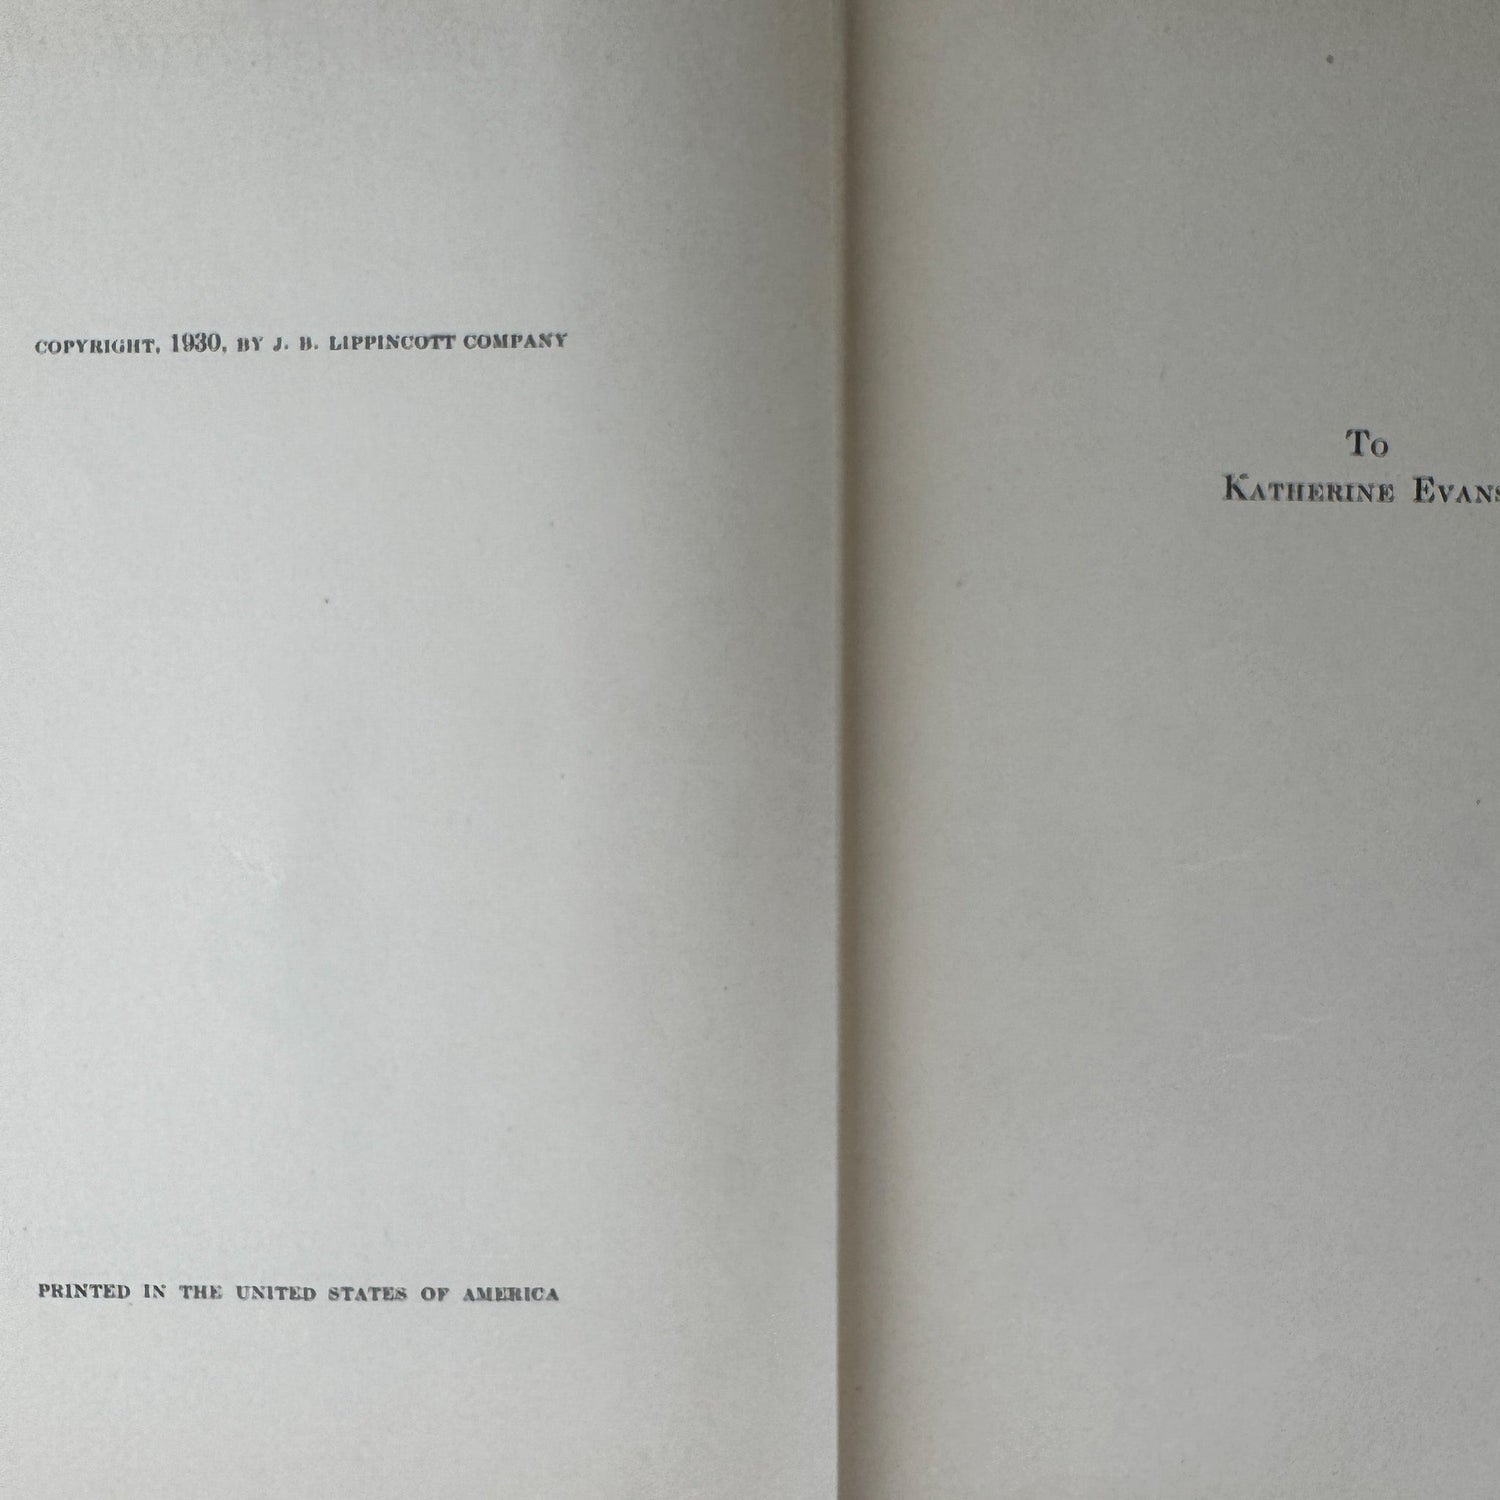 COPYRIGHT, 1930, BY J. B. LIPPINCOTT COMPANY
PRINTED IN THE UNITED STATES OF AMERICA
TO
KATHERINE EVANS